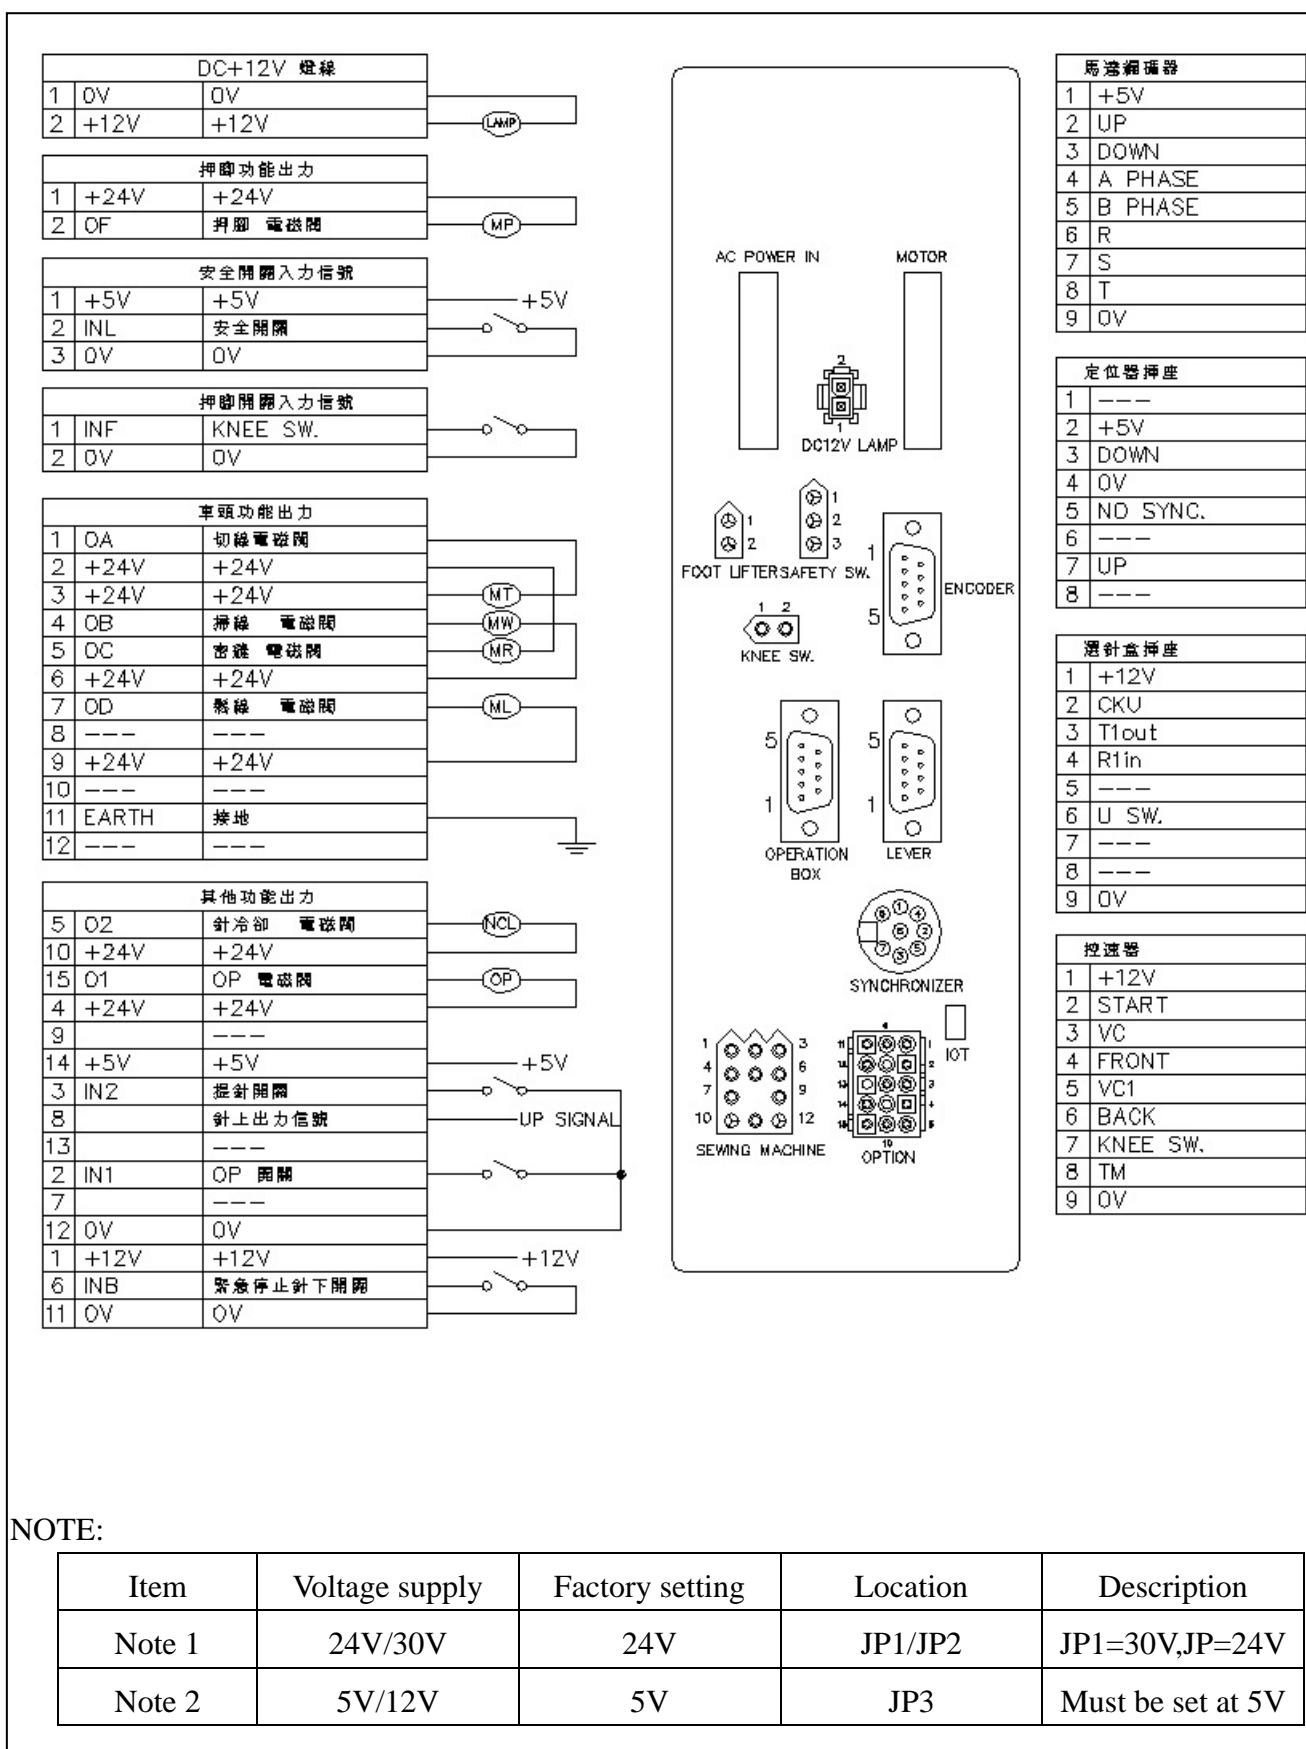 DC+12V 燈線
1 0V 0V
2 +12V +12V
LAMP
押腳功能出力
1 +24V +24V
2 OF 押腳 電磁閥
MP
安全開關入力信號
1 +5V +5V
+5V
2 INL 安全開關
3 0V 0V
押腳開關入力信號
1 INF KNEE SW.
2 0V 0V
車頭功能出力
1 OA 切線電磁閥
2 +24V +24V
3 +24V +24V
MT
4 OB 掃線 電磁閥
MW
5 OC 密縫 電磁閥
MR
6 +24V +24V
7 OD 鬆線 電磁閥
ML
8 --- ---
9 +24V +24V
10 --- ---
11 EARTH 接地
12 --- ---
其他功能出力
5 O2 針冷卻 電磁閥
NCL
10 +24V +24V
15 O1 OP 電磁閥
OP
4 +24V +24V
9 ---
14 +5V +5V
+5V
3 IN2 提針開關
8 針上出力信號
UP SIGNAL
13 ---
2 IN1 OP 開關
7 ---
12 0V 0V
1 +12V +12V
+12V
6 INB 緊急停止針下開關
11 0V 0V
AC POWER IN
MOTOR
2
1
DC12V LAMP
1
2
FOOT LIFTER
1
2
3
SAFETY SW.
1
5
ENCODER
1 2
KNEE SW.
5
1
OPERATION
BOX
5
1
LEVER
SYNCHRONIZER
IOT
1 3
4 6
7 9
10 12
SEWING MACHINE
10
OPTION
馬達編碼器
1 +5V
2 UP
3 DOWN
4 A PHASE
5 B PHASE
6 R
7 S
8 T
9 0V
定位器插座
1 ---
2 +5V
3 DOWN
4 0V
5 NO SYNC.
6 ---
7 UP
8 ---
選針盒插座
1 +12V
2 CKU
3 T1out
4 R1in
5 ---
6 U SW.
7 ---
8 ---
9 0V
控速器
1 +12V
2 START
3 VC
4 FRONT
5 VC1
6 BACK
7 KNEE SW.
8 TM
9 0V
NOTE:
Item Voltage supply Factory setting Location Description
Note 1 24V/30V 24V JP1/JP2 JP1=30V,JP=24V
Note 2 5V/12V 5V JP3 Must be set at 5V